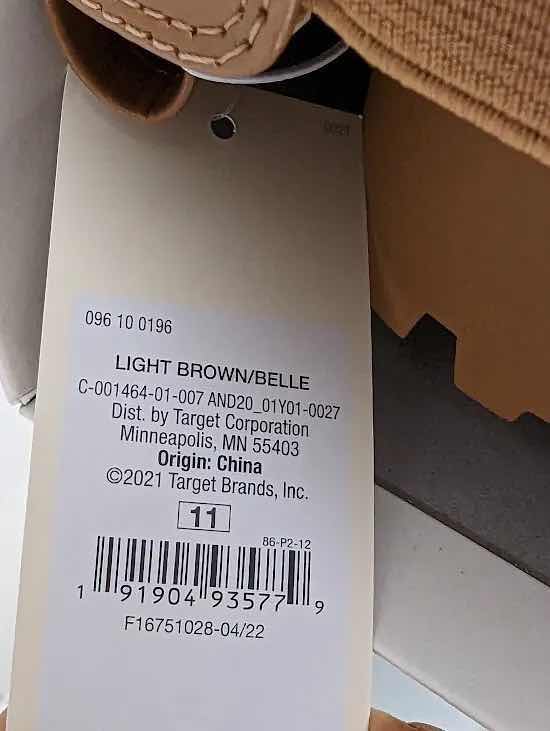 0021
096 10 0196
LIGHT BROWN/BELLE
C-001464-01-007 AND20_01Y01-0027
Dist. by Target Corporation
Minneapolis, MN 55403
Origin: China
©2021 Target Brands, Inc.
11
86-P2-12
1 91904 93577 9
F16751028-04/22